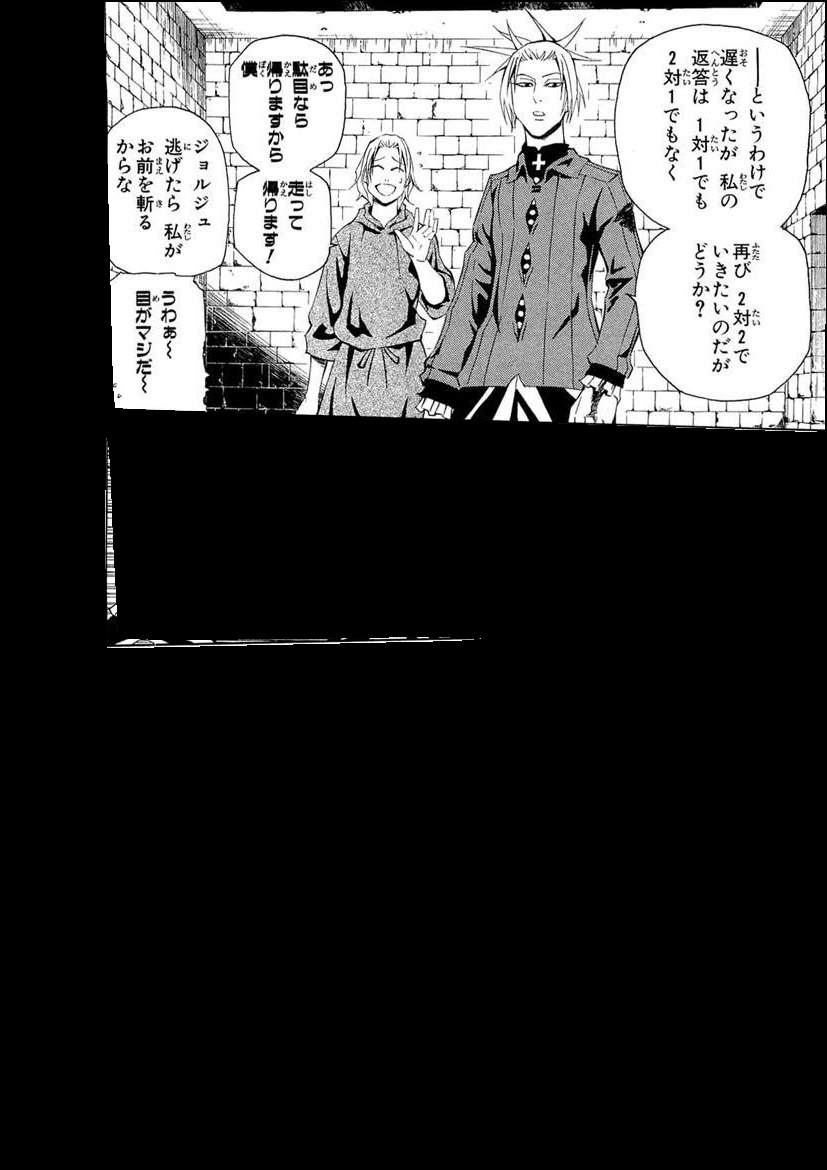 ―というわけで
遅くなったが 私の
返答は 1対1でも
2対1でもなく
再び 2対2で
いきたいのだが
どうか?
あっ
駄目なら
帰りますから
僕
走って
帰ります!
ジョルジュ
逃げたら 私が
お前を斬る
からな
うわぁ～
目がマジだ～